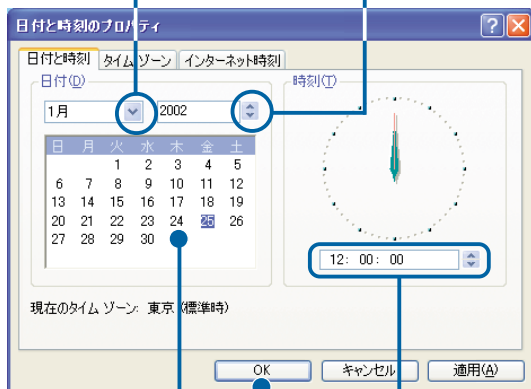 日付と時刻のプロパティ
日付と時刻 タイム ゾーン インターネット時刻
日付(D)
1月 2002
日 月 火 水 木 金 土
1 2 3 4 5
6 7 8 9 10 11 12
13 14 15 16 17 18 19
20 21 22 23 24 25 26
27 28 29 30
時刻(T)
12: 00: 00
現在のタイム ゾーン: 東京 (標準時)
OK キャンセル 適用(A)